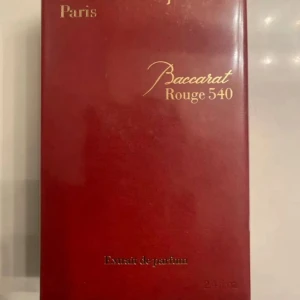 Paris
Baccarat
Rouge 540
Extrait de parfum